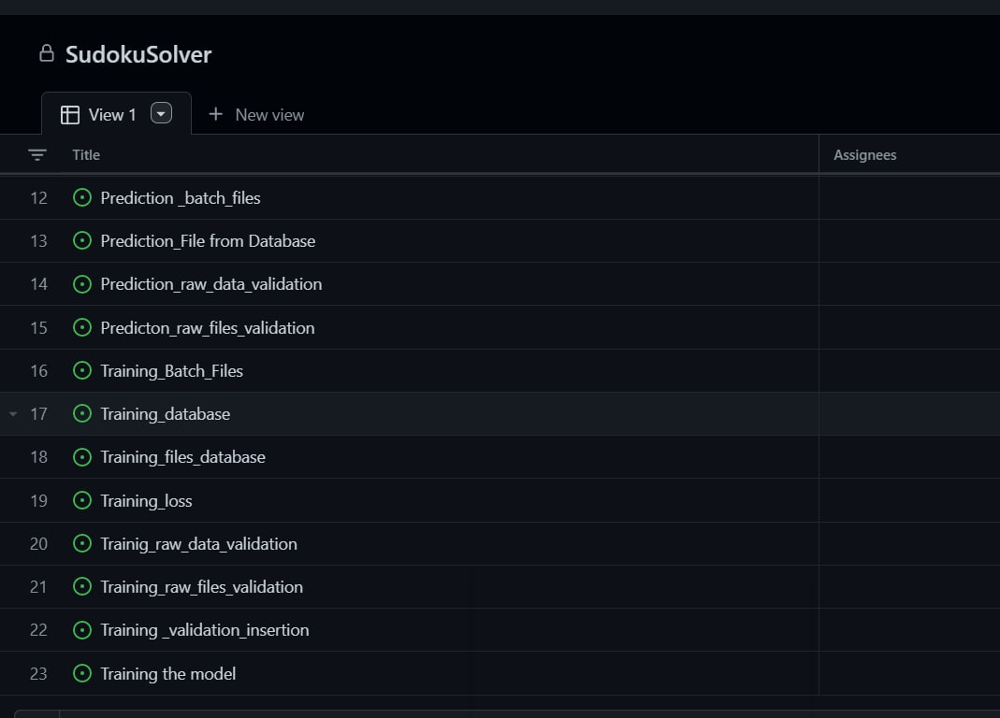 SudokuSolver
View 1 New view
Title Assignees
12 Prediction _batch_files
13 Prediction_File from Database
14 Prediction_raw_data_validation
15 Predicton_raw_files_validation
16 Training_Batch_Files
17 Training_database
18 Training_files_database
19 Training_loss
20 Trainig_raw_data_validation
21 Training_raw_files_validation
22 Training _validation_insertion
23 Training the model